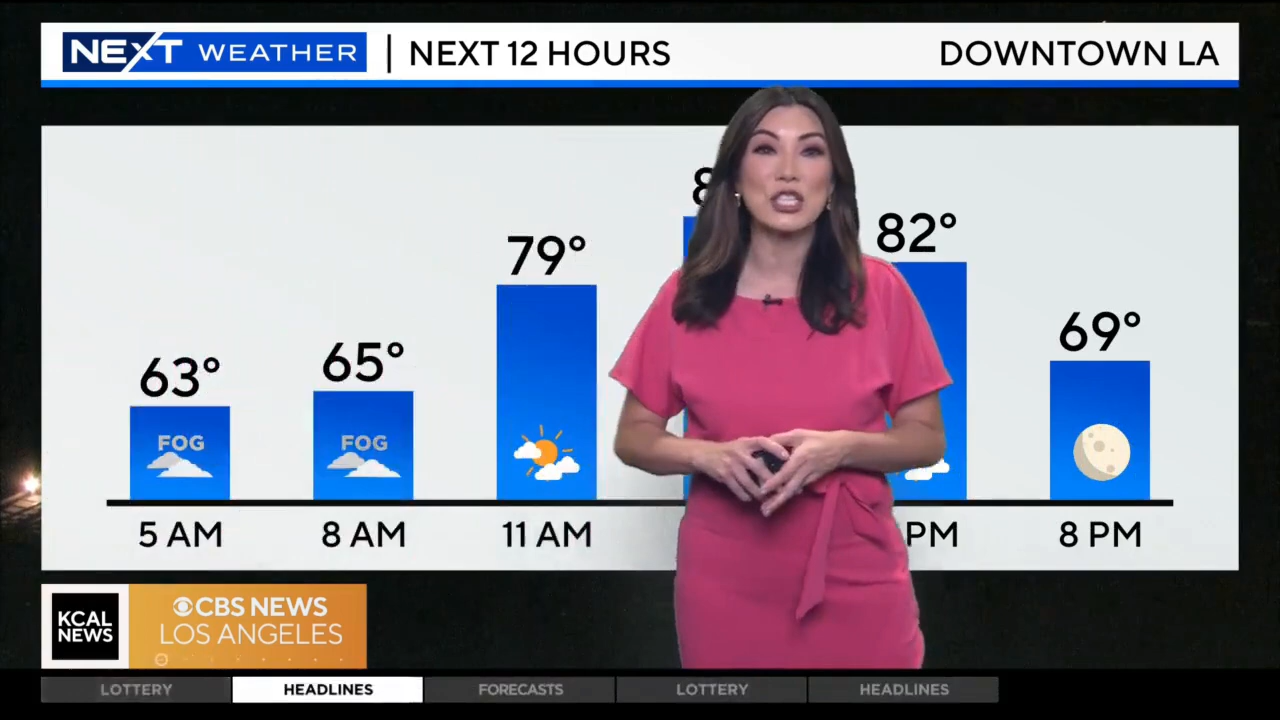 NEXT WEATHER | NEXT 12 HOURS
DOWNTOWN LA
79°
82°
63°
65°
69°
FOG
FOG
5 AM
8 AM
11 AM
PM
8 PM
KCAL
NEWS
CBS NEWS
LOS ANGELES
LOTTERY
HEADLINES
FORECASTS
LOTTERY
HEADLINES